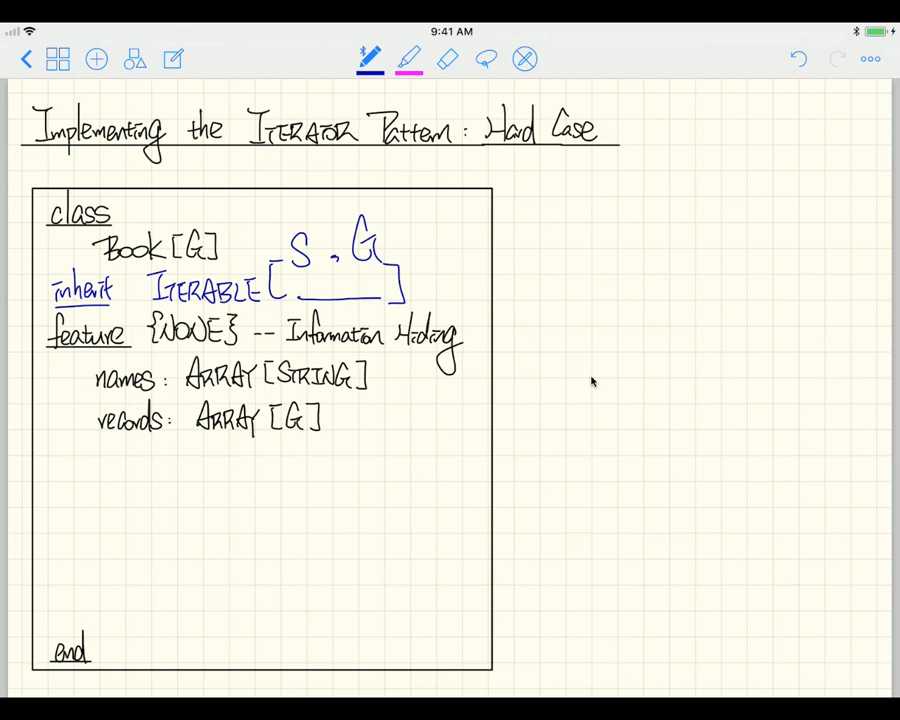 9:41 AM
Implementing the ITERATOR Pattern: Hard Case
class
BOOK[G]
S, G
inherit ITERABLE[ ]
feature {NONE} -- Information Hiding
names: ARRAY[STRING]
records: ARRAY[G]
end